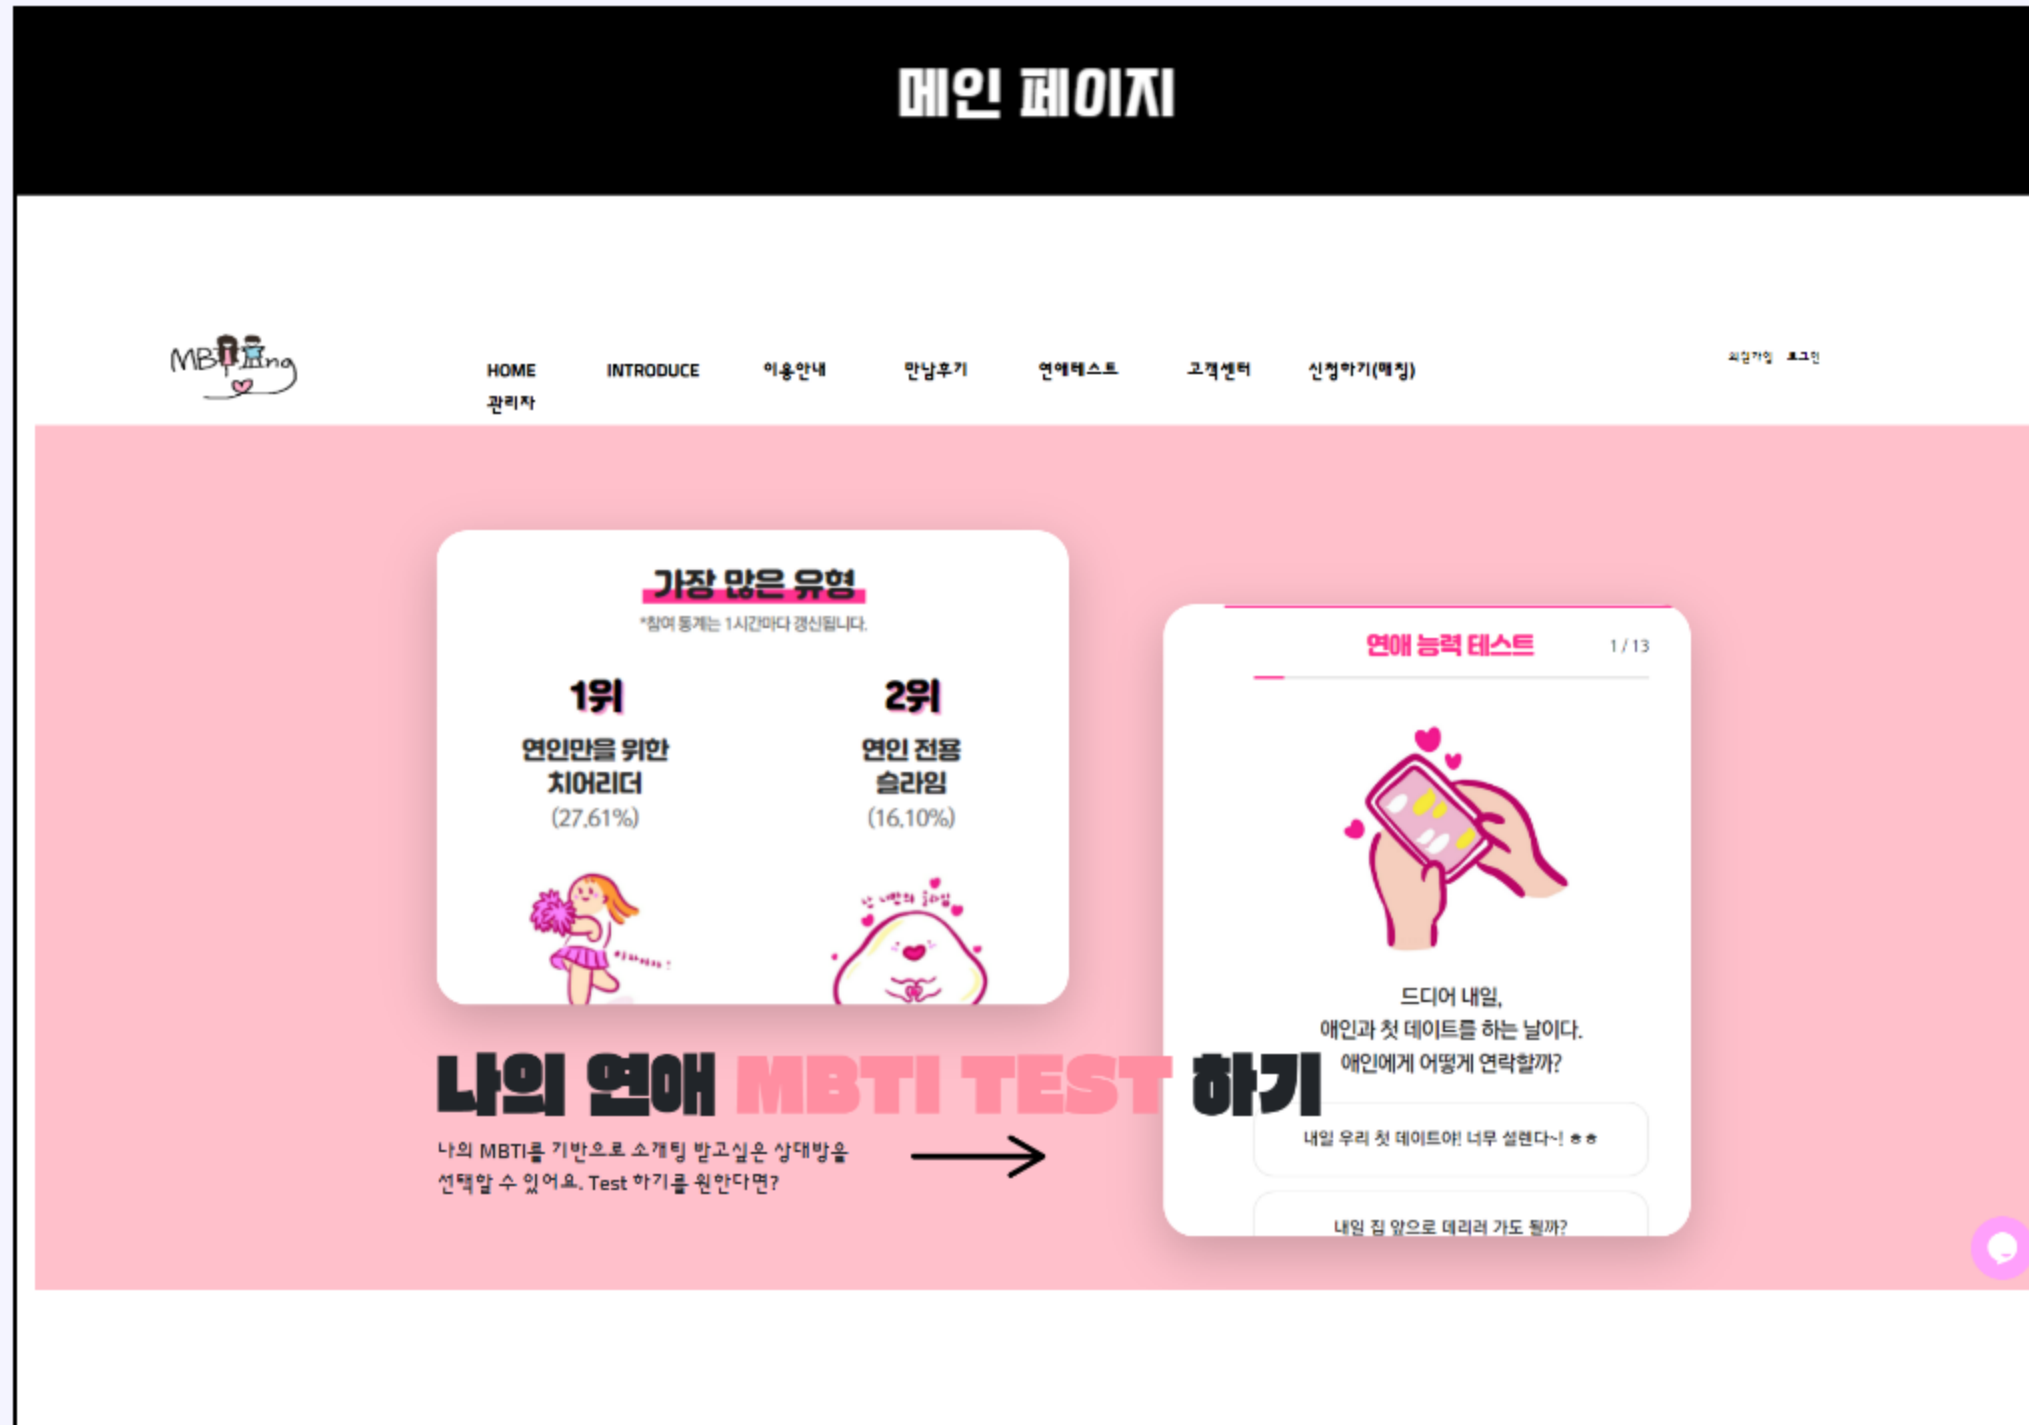 메인 페이지
MBTIing
HOME INTRODUCE 이용안내 만남후기 연애테스트 고객센터 신청하기(매칭)
관리자
회원가입 로그인
가장 많은 유형
*참여 통계는 1시간마다 갱신됩니다.
1위
연인만을 위한
치어리더
(27.61%)
2위
연인 전용
슬라임
(16.10%)
난 너만의 슬라임
연애 능력 테스트 1 / 13
드디어 내일,
애인과 첫 데이트를 하는 날이다.
애인에게 어떻게 연락할까?
내일 우리 첫 데이트야! 너무 설렌다~! ㅎㅎ
내일 집 앞으로 데리러 가도 될까?
나의 연애 MBTI TEST 하기
나의 MBTI를 기반으로 소개팅 받고싶은 상대방을
선택할 수 있어요. Test 하기를 원한다면?